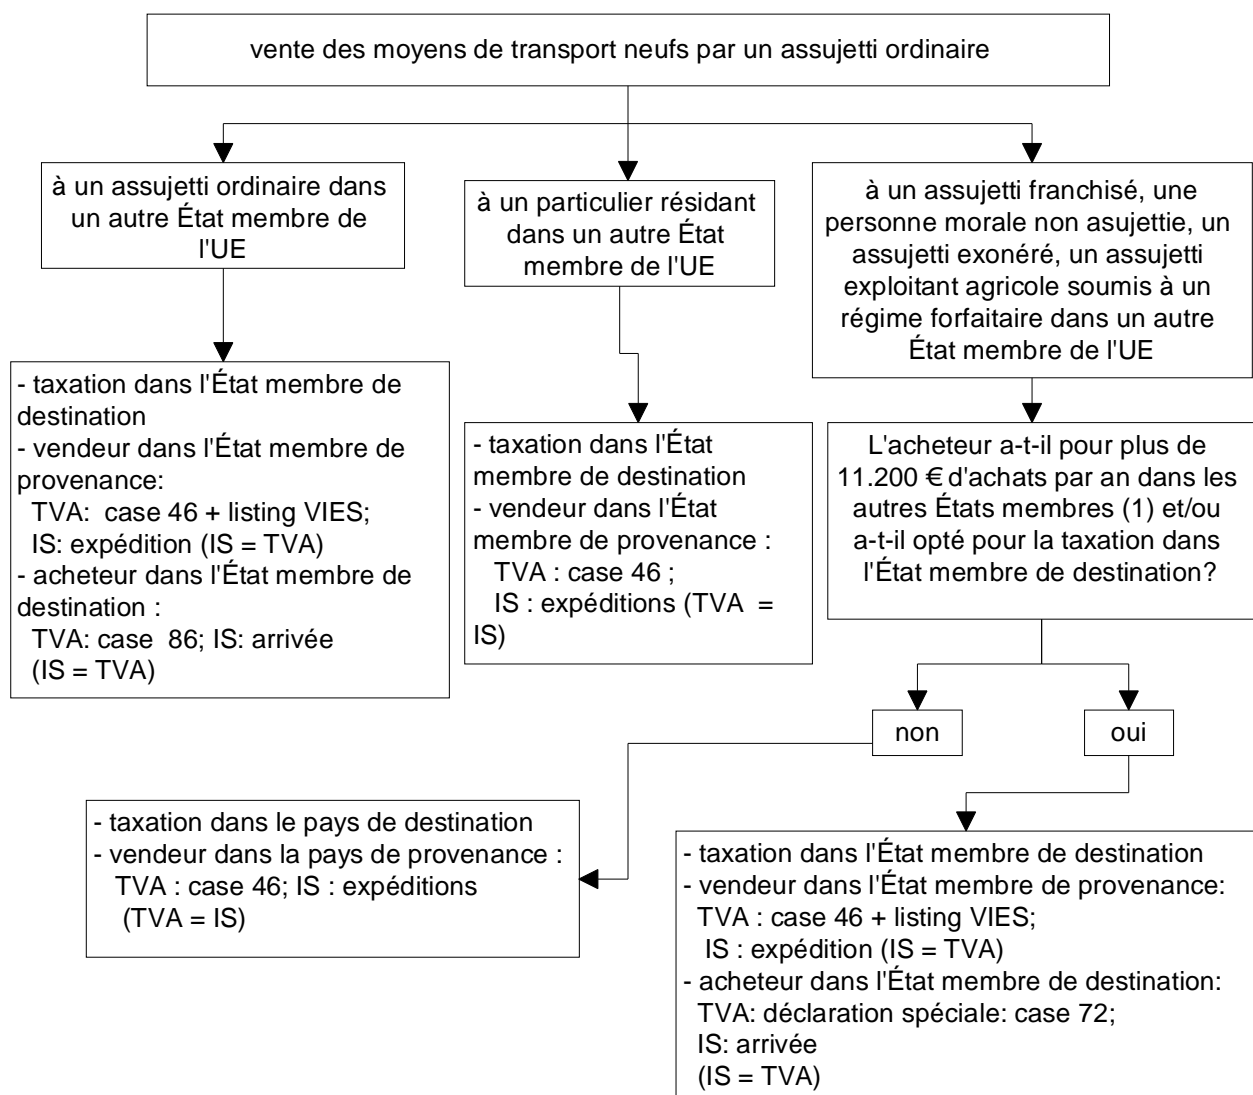 vente des moyens de transport neufs par un assujetti ordinaire
à un assujetti ordinaire dans
un autre État membre de
l'UE
à un particulier résidant
dans un autre État
membre de l'UE
à un assujetti franchisé, une
personne morale non asujettie, un
assujetti exonéré, un assujetti
exploitant agricole soumis à un
régime forfaitaire dans un autre
État membre de l'UE
- taxation dans l'État membre de
destination
- vendeur dans l'État membre de
provenance:
TVA: case 46 + listing VIES;
IS: expédition (IS = TVA)
- acheteur dans l'État membre de
destination :
TVA: case 86; IS: arrivée
(IS = TVA)
- taxation dans l'État
membre de destination
- vendeur dans l'État
membre de provenance :
TVA : case 46 ;
IS : expéditions (TVA =
IS)
L'acheteur a-t-il pour plus de
11.200 € d'achats par an dans les
autres États membres (1) et/ou
a-t-il opté pour la taxation dans
l'État membre de destination?
non
oui
- taxation dans le pays de destination
- vendeur dans la pays de provenance :
TVA : case 46; IS : expéditions
(TVA = IS)
- taxation dans l'État membre de destination
- vendeur dans l'État membre de provenance:
TVA : case 46 + listing VIES;
IS : expédition (IS = TVA)
- acheteur dans l'État membre de destination:
TVA: déclaration spéciale: case 72;
IS: arrivée
(IS = TVA)